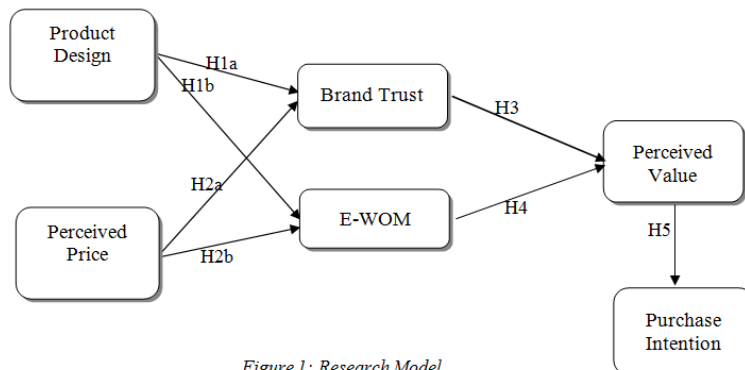 Product
Design
H1a
H1b
Brand Trust
H3
Perceived
Value
H2a
Perceived
Price
E-WOM
H4
H2b
H5
Purchase
Intention
Figure 1: Research Model